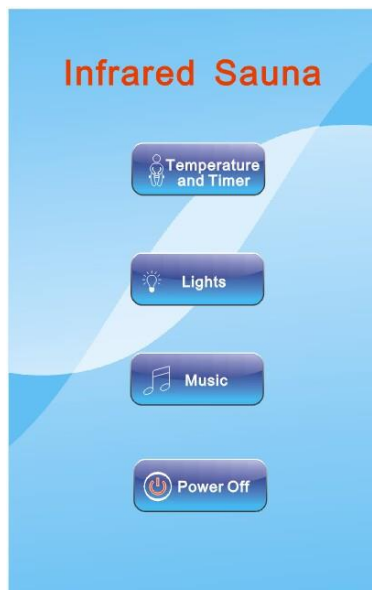 Infrared Sauna
Temperature
and Timer
Lights
Music
Power Off